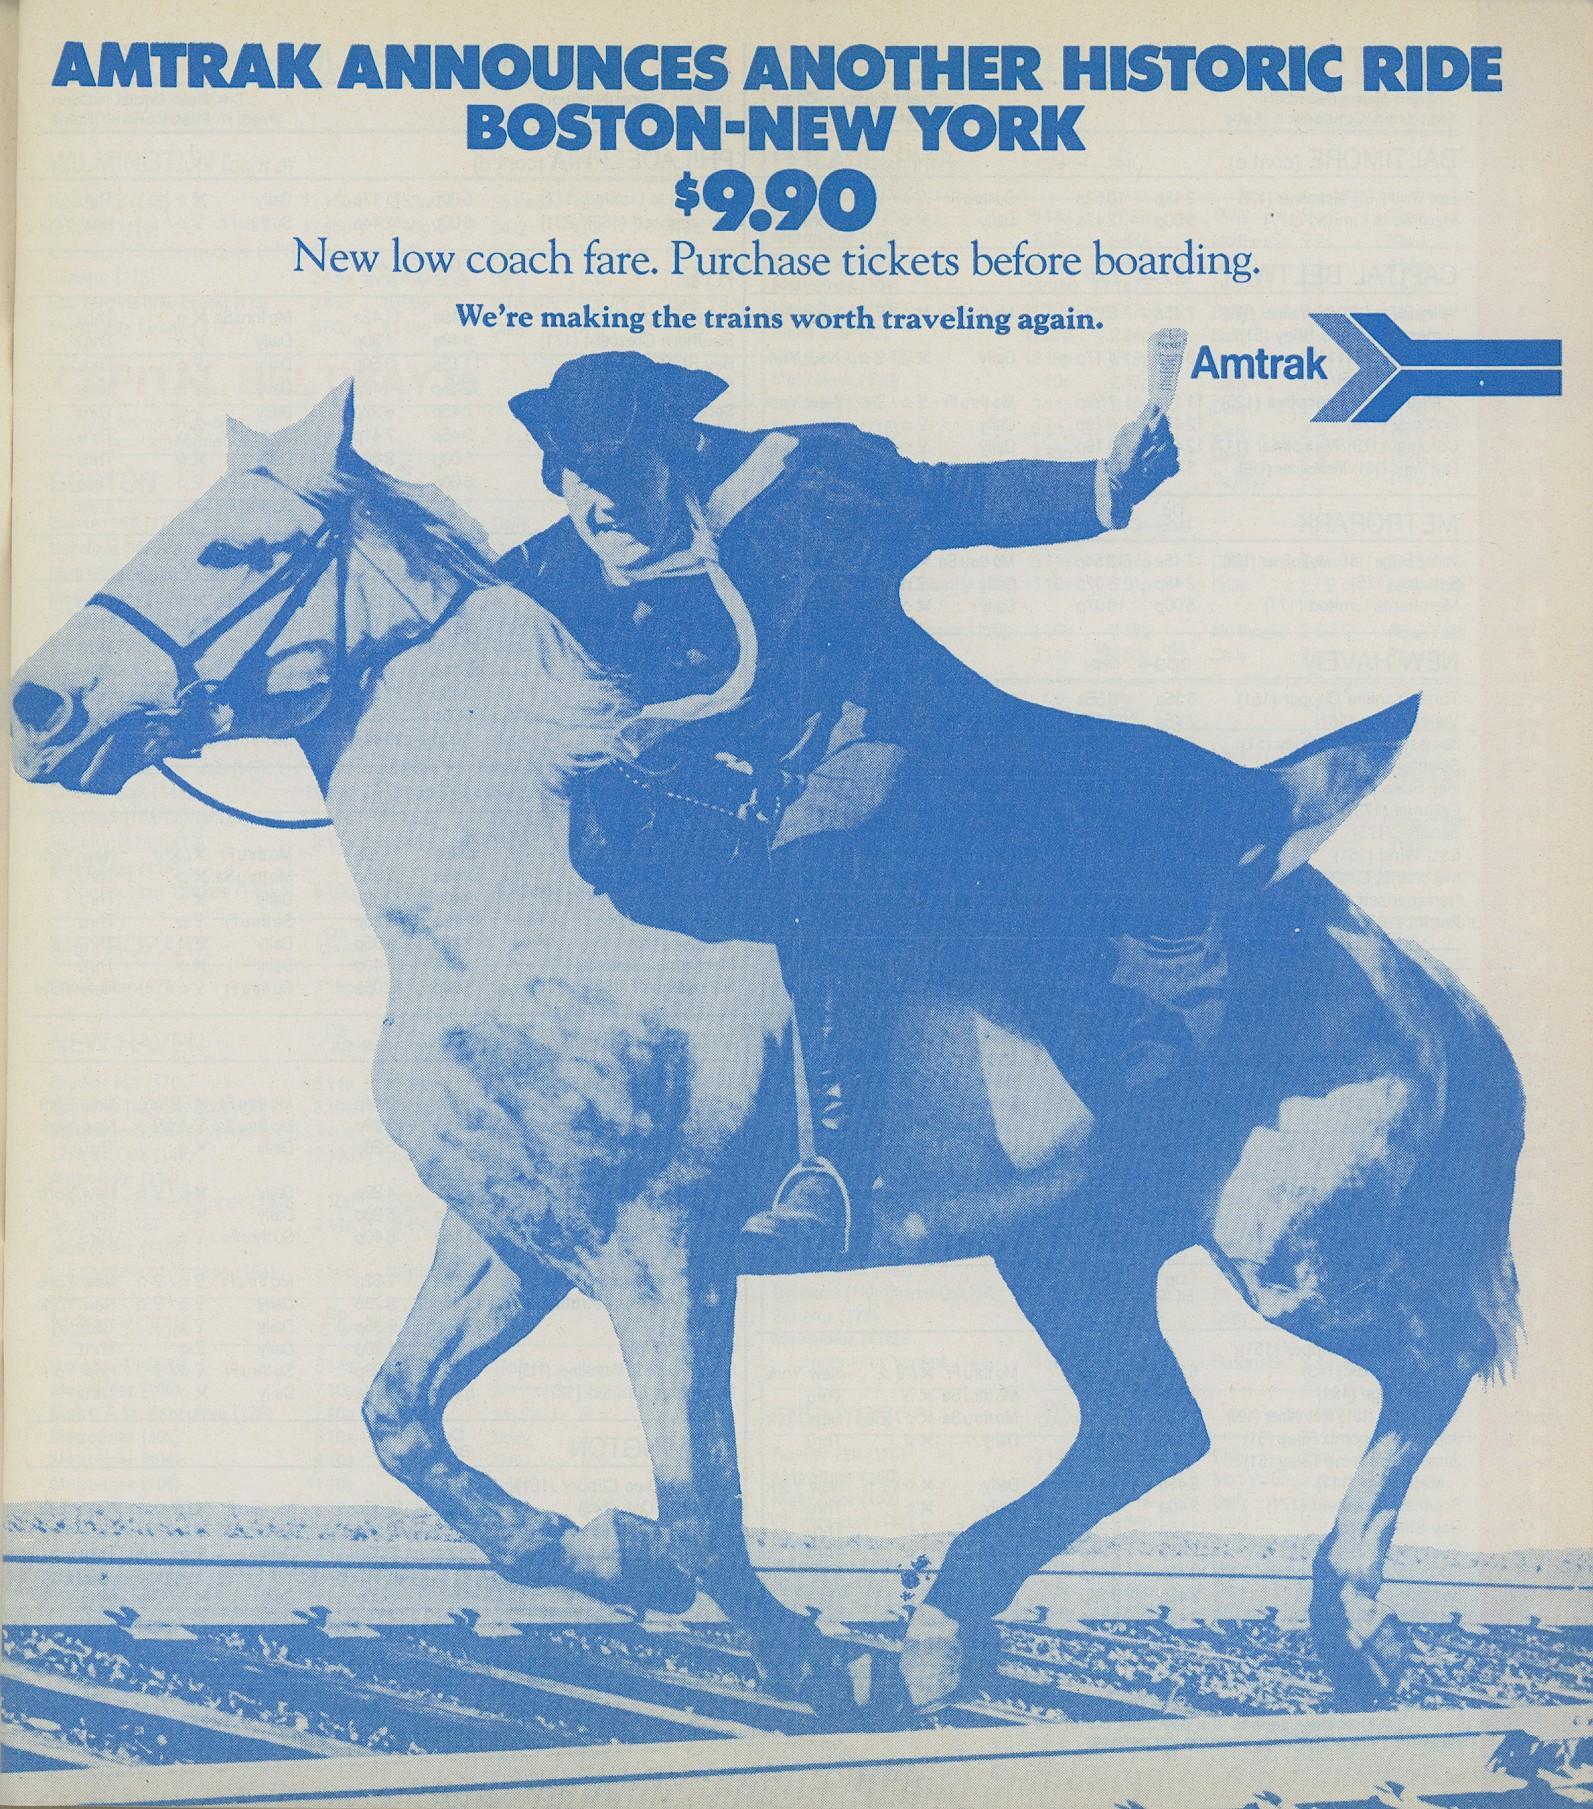 AMTRAK ANNOUNCES ANOTHER HISTORIC RIDE
BOSTON-NEW YORK
$9.90
New low coach fare. Purchase tickets before boarding.
We're making the trains worth traveling again.
Amtrak